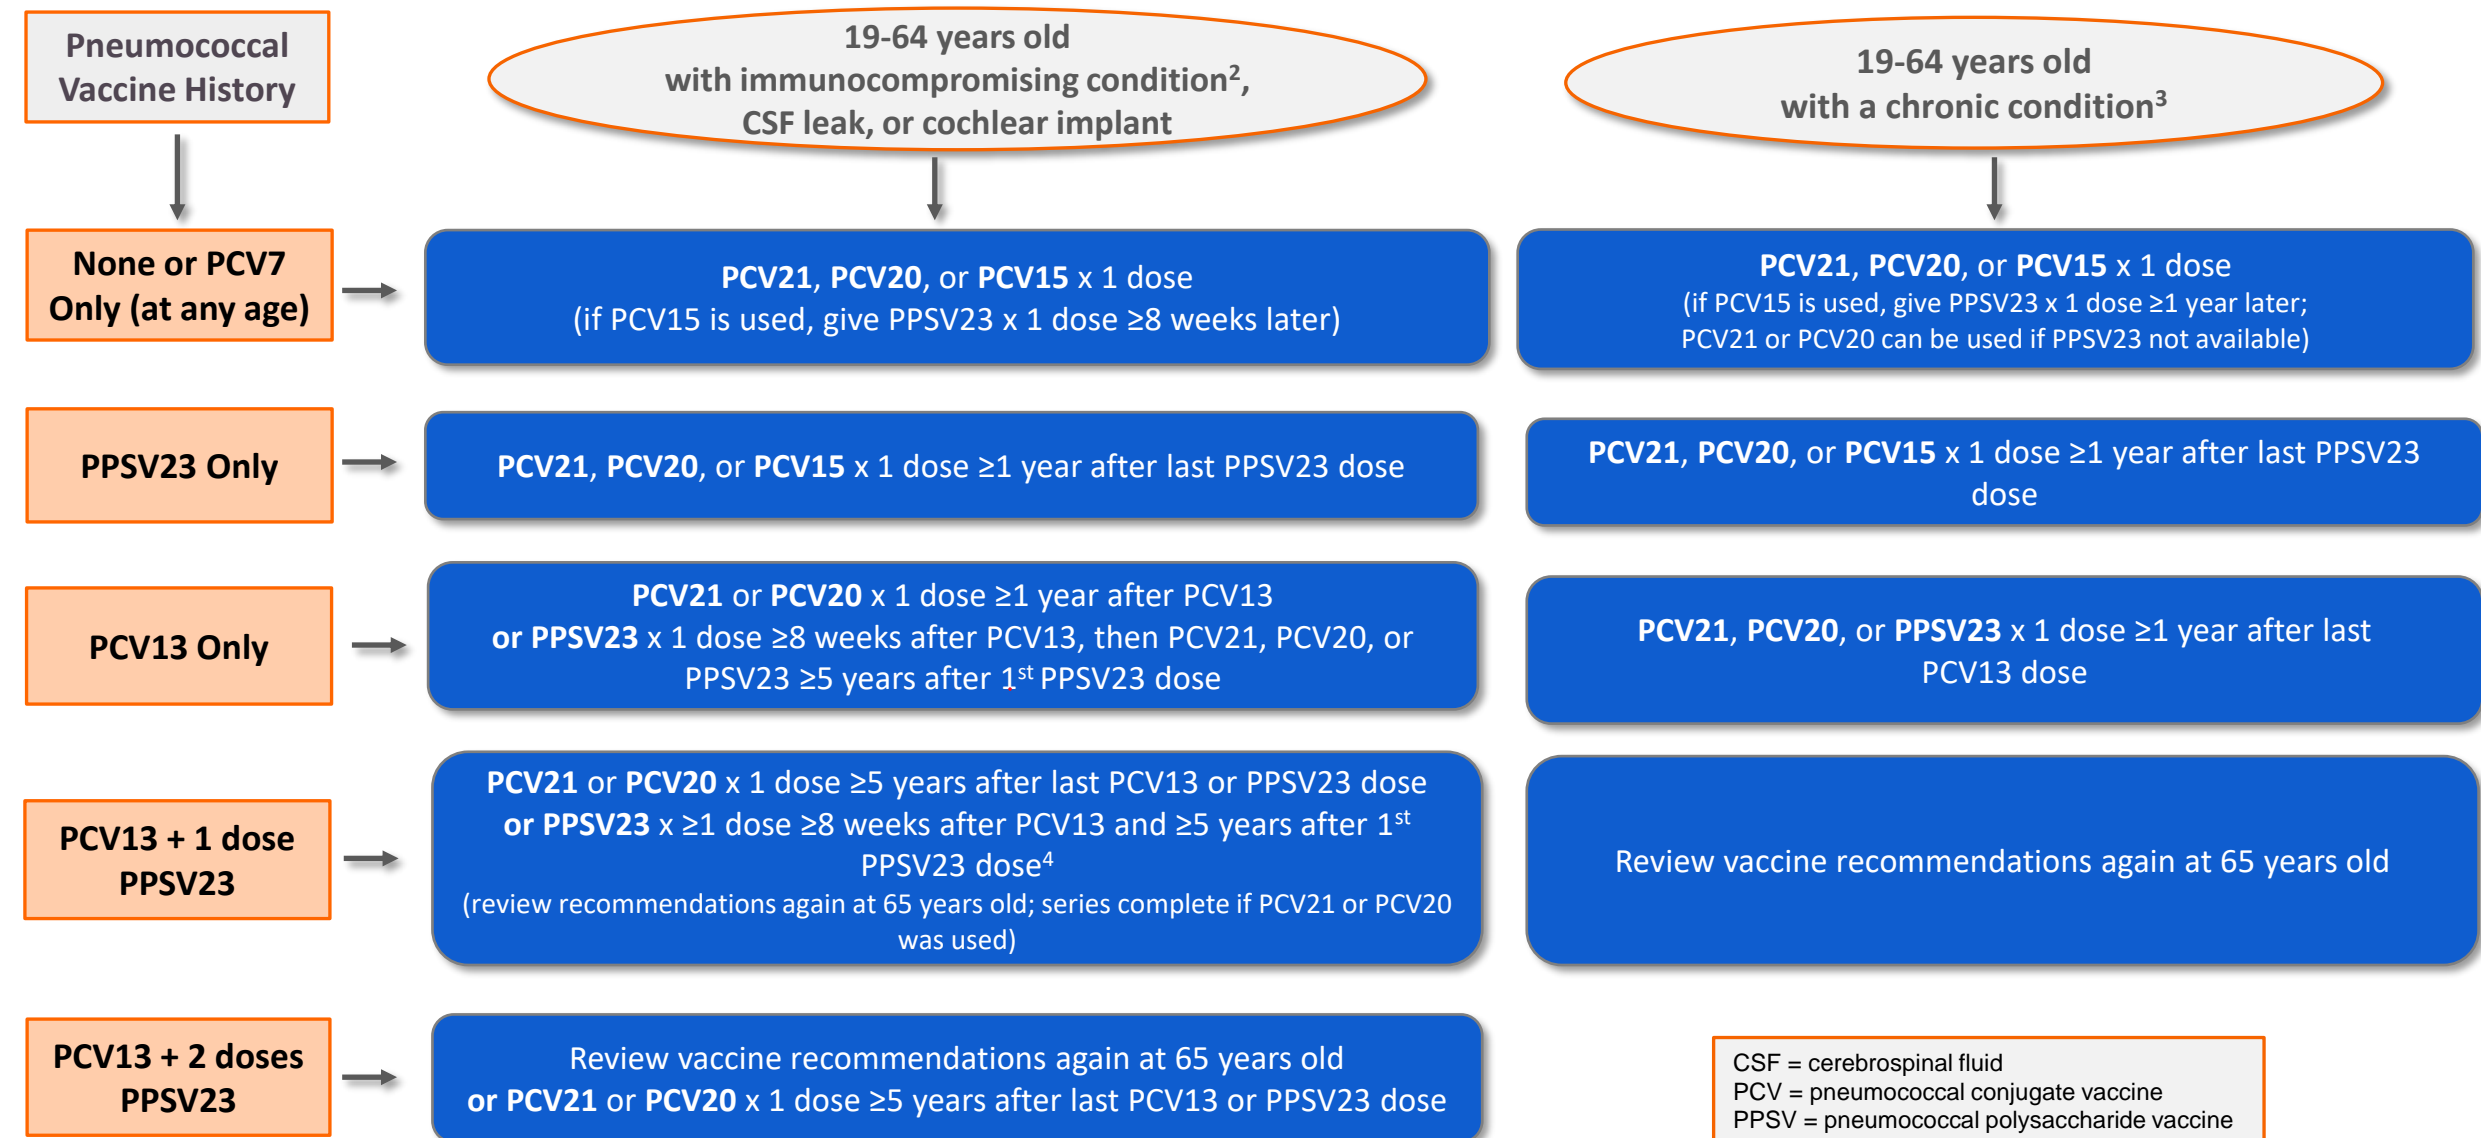 Pneumococcal
Vaccine History
19-64 years old
with immunocompromising condition²,
CSF leak, or cochlear implant
19-64 years old
with a chronic condition³
None or PCV7
Only (at any age)
PCV21, PCV20, or PCV15 x 1 dose
(if PCV15 is used, give PPSV23 x 1 dose ≥8 weeks later)
PCV21, PCV20, or PCV15 x 1 dose
(if PCV15 is used, give PPSV23 x 1 dose ≥1 year later;
PCV21 or PCV20 can be used if PPSV23 not available)
PPSV23 Only
PCV21, PCV20, or PCV15 x 1 dose ≥1 year after last PPSV23 dose
PCV21, PCV20, or PCV15 x 1 dose ≥1 year after last PPSV23
dose
PCV13 Only
PCV21 or PCV20 x 1 dose ≥1 year after PCV13
or PPSV23 x 1 dose ≥8 weeks after PCV13, then PCV21, PCV20, or
PPSV23 ≥5 years after 1st PPSV23 dose
PCV21, PCV20, or PPSV23 x 1 dose ≥1 year after last
PCV13 dose
PCV13 + 1 dose
PPSV23
PCV21 or PCV20 x 1 dose ≥5 years after last PCV13 or PPSV23 dose
or PPSV23 x ≥1 dose ≥8 weeks after PCV13 and ≥5 years after 1st
PPSV23 dose⁴
(review recommendations again at 65 years old; series complete if PCV21 or PCV20
was used)
Review vaccine recommendations again at 65 years old
PCV13 + 2 doses
PPSV23
Review vaccine recommendations again at 65 years old
or PCV21 or PCV20 x 1 dose ≥5 years after last PCV13 or PPSV23 dose
CSF = cerebrospinal fluid
PCV = pneumococcal conjugate vaccine
PPSV = pneumococcal polysaccharide vaccine